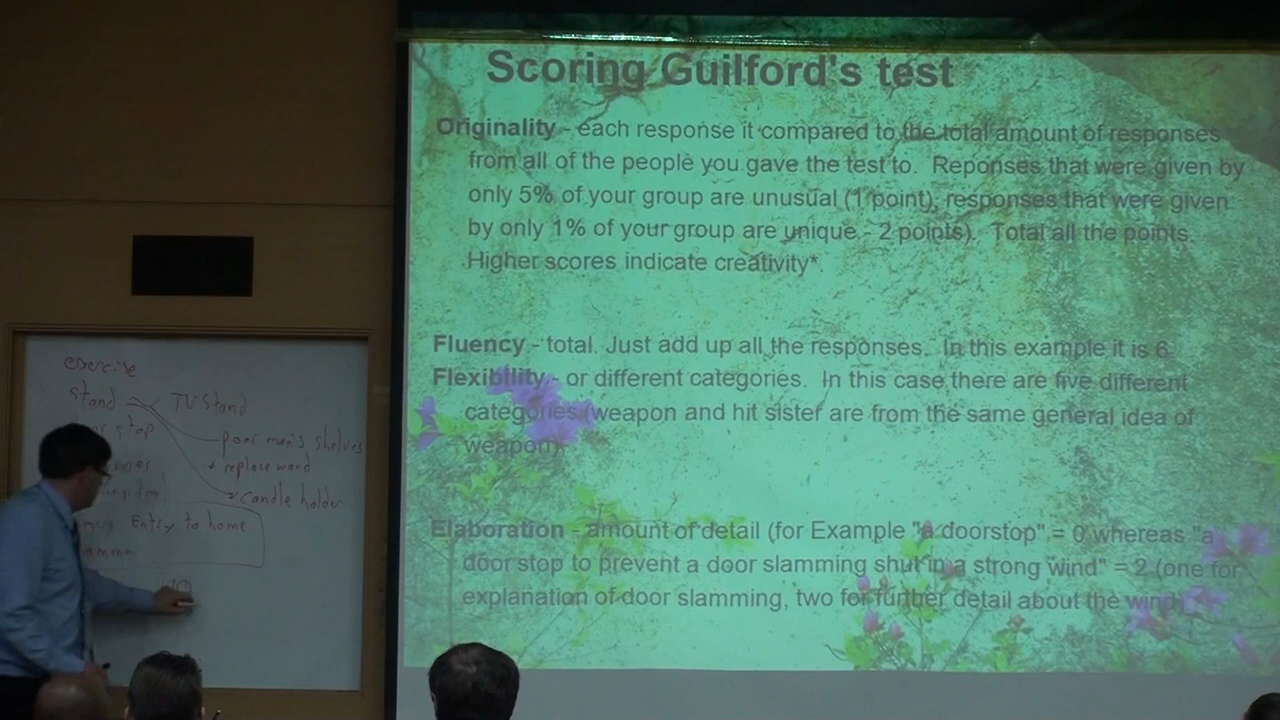 Scoring Guilford's test
Originality - each response it compared to the total amount of responses
from all of the people you gave the test to. Reponses that were given by
only 5% of your group are unusual (1 point), responses that were given
by only 1% of your group are unique - 2 points). Total all the points.
Higher scores indicate creativity*.
Fluency - total. Just add up all the responses. In this example it is 6.
Flexibility - or different categories. In this case there are five different
categories (weapon and hit sister are from the same general idea of
weapon)
Elaboration - amount of detail (for Example "a doorstop" = 0 whereas "a
door stop to prevent a door slamming shut in a strong wind" = 2 (one for
explanation of door slamming, two for further detail about the wind).
exercise
stand TV stand
stop
poor man's shelves
replace wood
candle holder
Entry to home